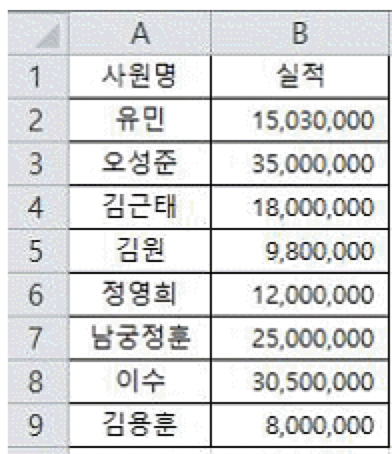 A B
1 사원명 실적
2 유민 15,030,000
3 오성준 35,000,000
4 김근태 18,000,000
5 김원 9,800,000
6 정영희 12,000,000
7 남궁정훈 25,000,000
8 이수 30,500,000
9 김용훈 8,000,000